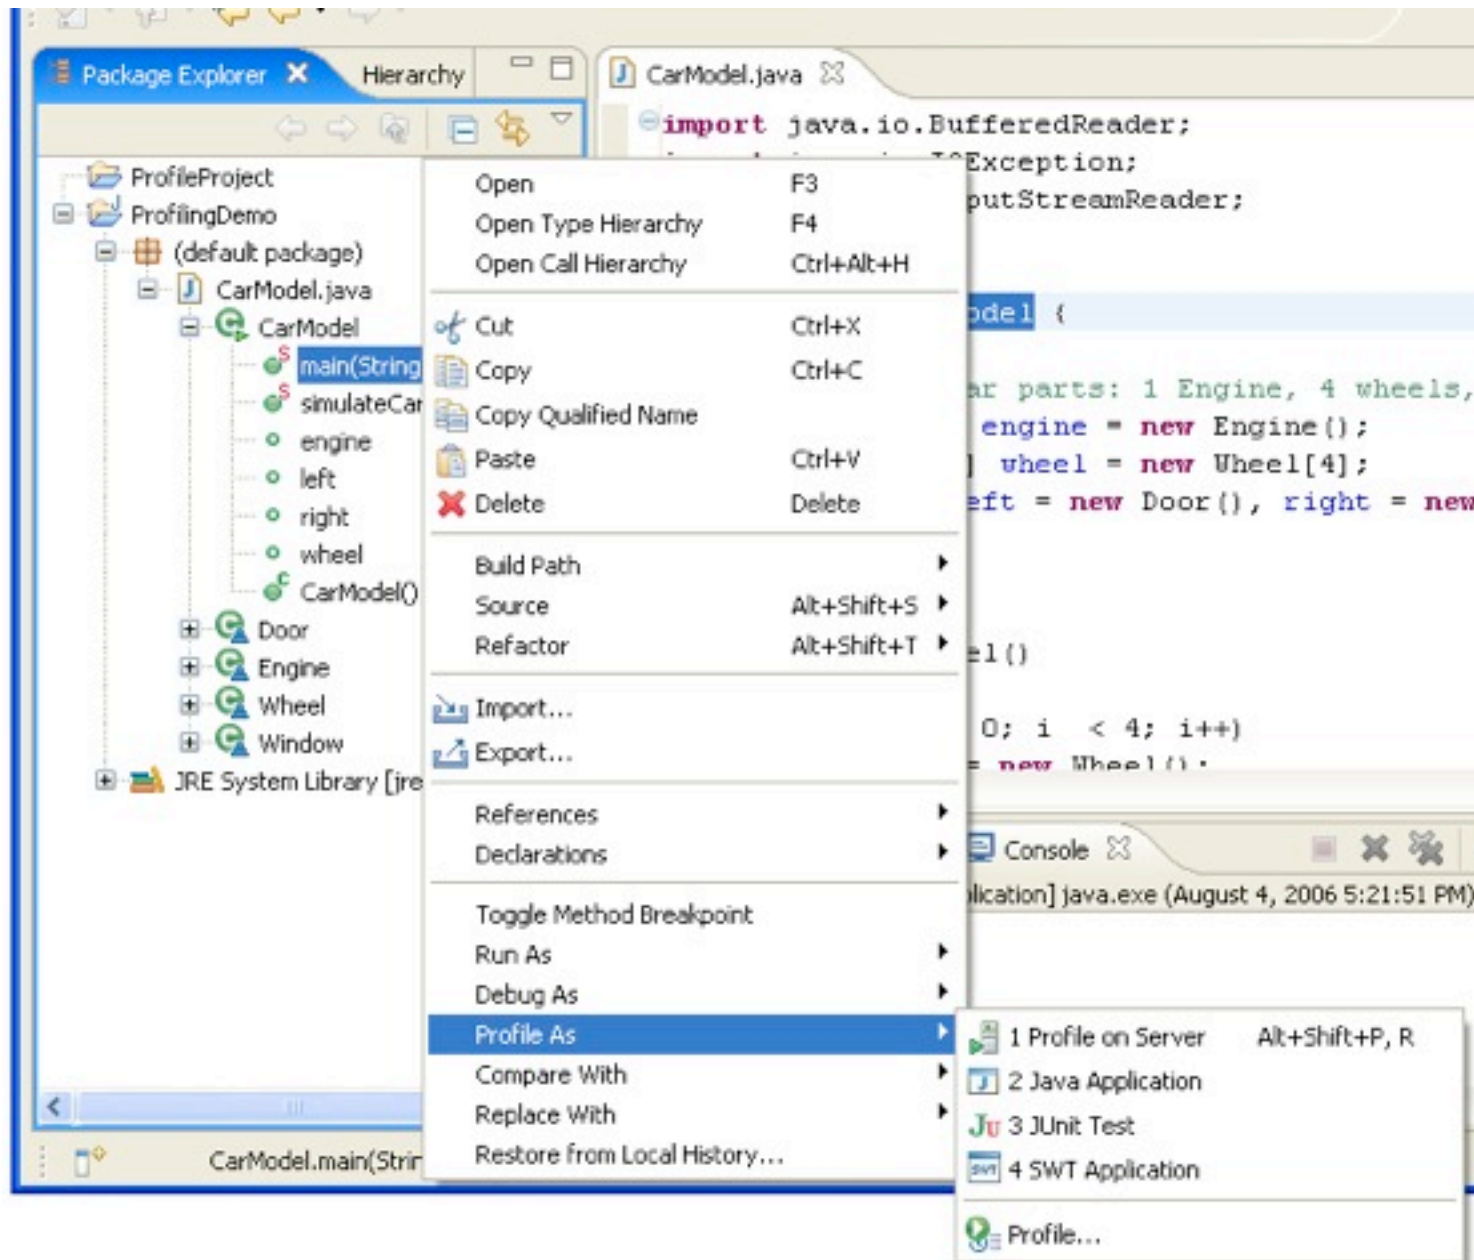 Package Explorer
Hierarchy
ProfileProject
ProfilingDemo
(default package)
CarModel.java
CarModel
main(String
simulateCar
engine
left
right
wheel
CarModel()
Door
Engine
Wheel
Window
JRE System Library [jre
CarModel.main(Strin
Open F3
Open Type Hierarchy F4
Open Call Hierarchy Ctrl+Alt+H
Cut Ctrl+X
Copy Ctrl+C
Copy Qualified Name
Paste Ctrl+V
Delete Delete
Build Path
Source Alt+Shift+S
Refactor Alt+Shift+T
Import...
Export...
References
Declarations
Toggle Method Breakpoint
Run As
Debug As
Profile As
Compare With
Replace With
Restore from Local History...
1 Profile on Server Alt+Shift+P, R
2 Java Application
3 JUnit Test
4 SWT Application
Profile...
CarModel.java
import java.io.BufferedReader;
Exception;
putStreamReader;
odel {
ar parts: 1 Engine, 4 wheels,
engine = new Engine();
] wheel = new Wheel[4];
eft = new Door(), right = new
el()
0; i < 4; i++)
= new Wheel();
Console
lication] java.exe (August 4, 2006 5:21:51 PM)